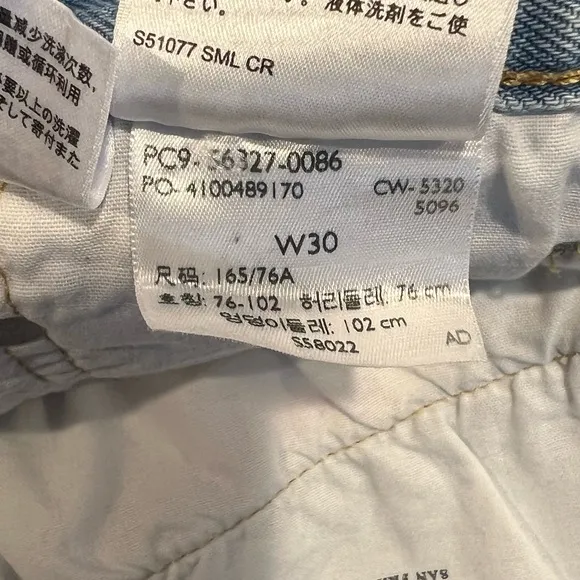 さい。液体洗剤をご使
S51077 SML CR
减少洗涤次数,
或循环利用
以上の洗濯
そして寄付また
PC9-56327-0086
PO-4100489170
CW-5320
5096
W30
尺码: 165/76A
호칭: 76-102 허리둘레: 76 cm
엉덩이둘레: 102 cm
S58022
AD
SAN FRA